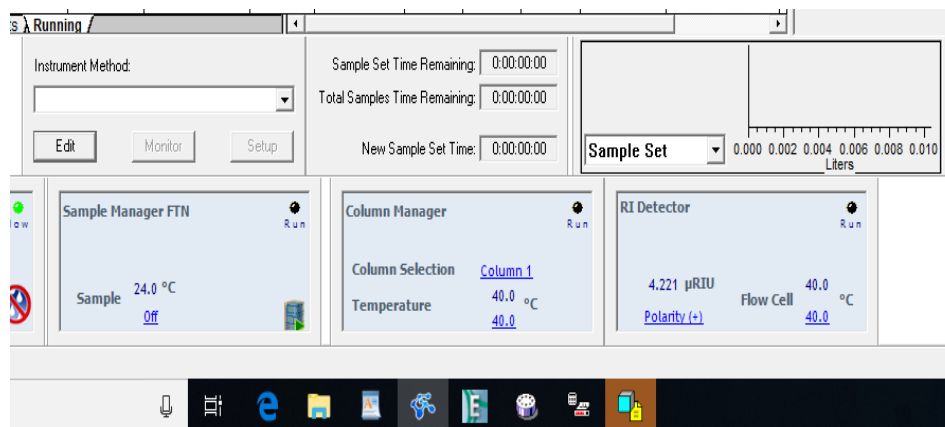 Running
Instrument Method:
Edit
Monitor
Setup
Sample Set Time Remaining: 0:00:00:00
Total Samples Time Remaining: 0:00:00:00
New Sample Set Time: 0:00:00:00
Sample Set
0.000 0.002 0.004 0.006 0.008 0.010
Liters
Sample Manager FTN
Run
Sample 24.0 °C
Off
Column Manager
Run
Column Selection Column 1
Temperature 40.0 °C
40.0
RI Detector
Run
4.221 µRIU
Polarity (+)
Flow Cell 40.0 °C
40.0